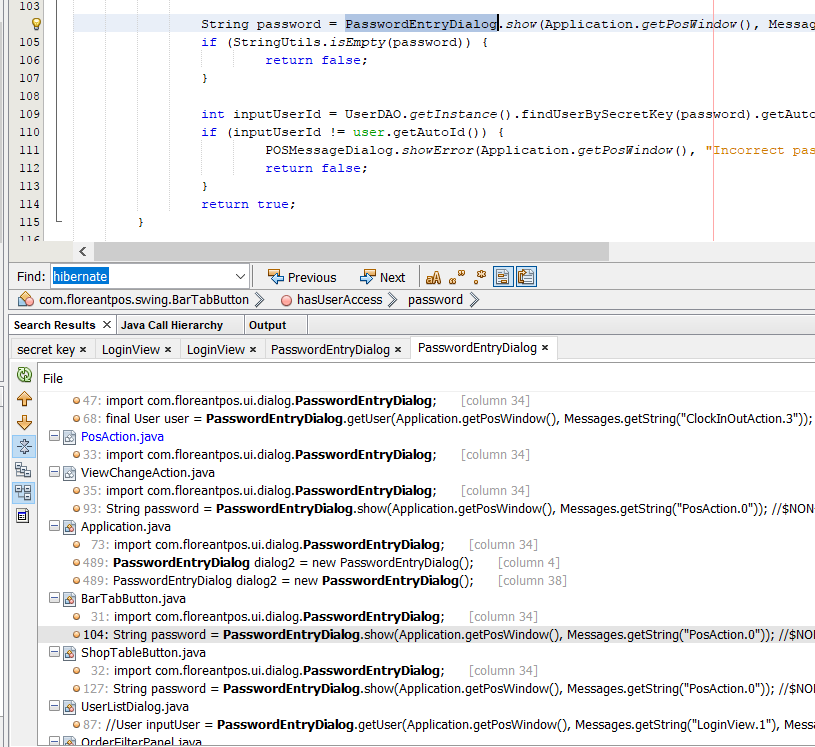 103
String password = PasswordEntryDialog.show(Application.getPosWindow(), Messag
105 if (StringUtils.isEmpty(password)) {
106 return false;
107 }
108
109 int inputUserId = UserDAO.getInstance().findUserBySecretKey(password).getAuto
110 if (inputUserId != user.getAutoId()) {
111 POSMessageDialog.showError(Application.getPosWindow(), "Incorrect pas
112 return false;
113 }
114 return true;
115 }
116
Find: hibernate Previous Next
com.floreantpos.swing.BarTabButton hasUserAccess password
Search Results Java Call Hierarchy Output
secret key LoginView LoginView PasswordEntryDialog PasswordEntryDialog
File
47: import com.floreantpos.ui.dialog.PasswordEntryDialog; [column 34]
68: final User user = PasswordEntryDialog.getUser(Application.getPosWindow(), Messages.getString("ClockInOutAction.3"));
PosAction.java
33: import com.floreantpos.ui.dialog.PasswordEntryDialog; [column 34]
ViewChangeAction.java
35: import com.floreantpos.ui.dialog.PasswordEntryDialog; [column 34]
93: String password = PasswordEntryDialog.show(Application.getPosWindow(), Messages.getString("PosAction.0")); //$NON
Application.java
73: import com.floreantpos.ui.dialog.PasswordEntryDialog; [column 34]
489: PasswordEntryDialog dialog2 = new PasswordEntryDialog(); [column 4]
489: PasswordEntryDialog dialog2 = new PasswordEntryDialog(); [column 38]
BarTabButton.java
31: import com.floreantpos.ui.dialog.PasswordEntryDialog; [column 34]
104: String password = PasswordEntryDialog.show(Application.getPosWindow(), Messages.getString("PosAction.0")); //$NON
ShopTableButton.java
32: import com.floreantpos.ui.dialog.PasswordEntryDialog; [column 34]
127: String password = PasswordEntryDialog.show(Application.getPosWindow(), Messages.getString("PosAction.0")); //$NON
UserListDialog.java
87: //User inputUser = PasswordEntryDialog.getUser(Application.getPosWindow(), Messages.getString("LoginView.1"), Messag
OrderFilterPanel.java